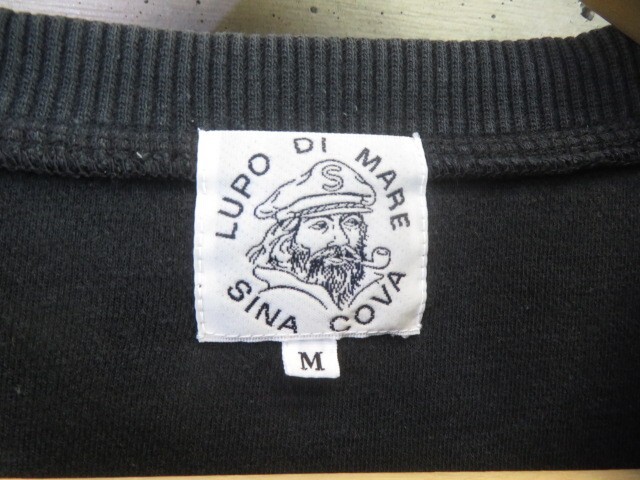 LUPO DI MARE
S
SINA COVA
M